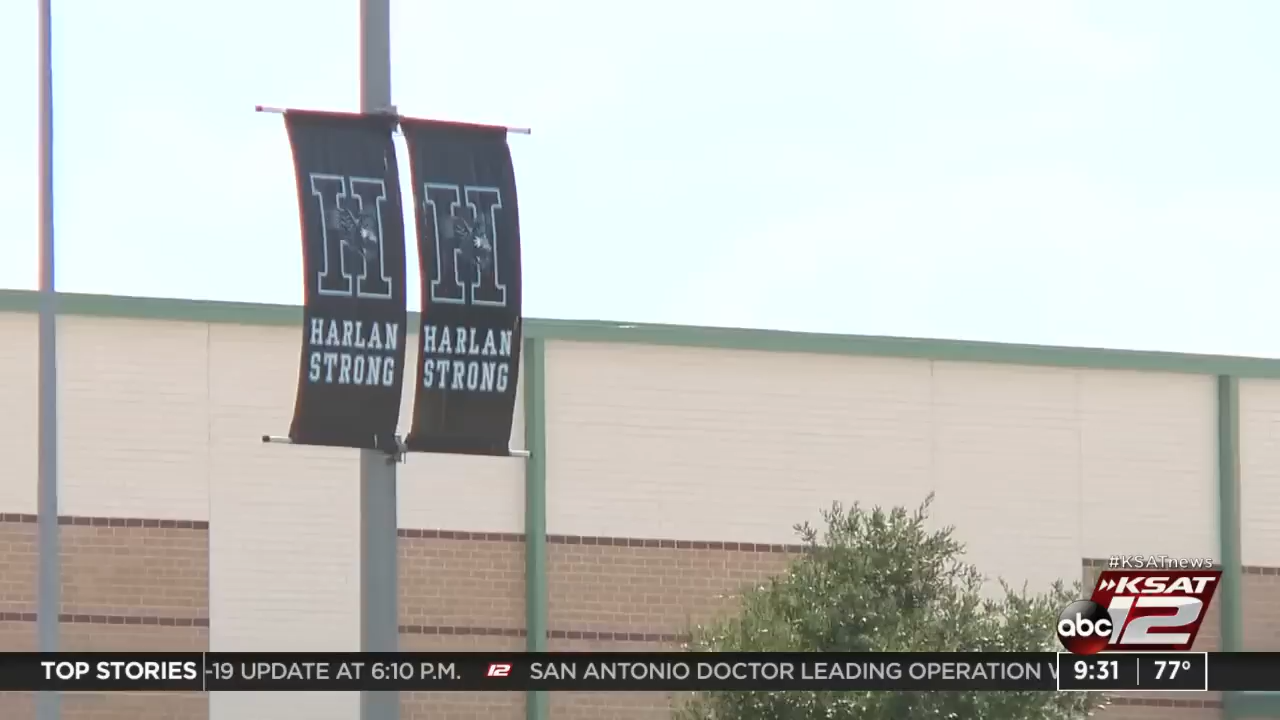 H
H
HARLAN
STRONG
HARLAN
STRONG
#KSATnews
KSAT
abc
12
TOP STORIES
-19 UPDATE AT 6:10 P.M.
12
SAN ANTONIO DOCTOR LEADING OPERATION
9:31
77°